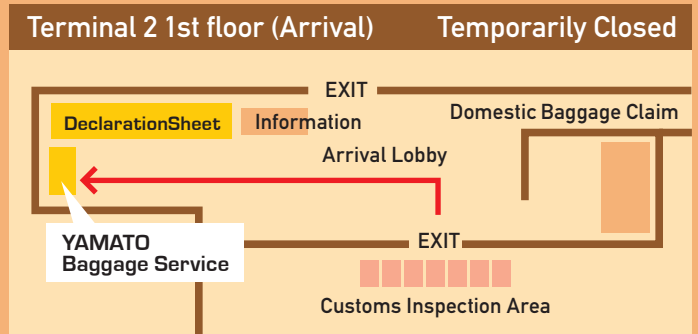 Terminal 2 1st floor (Arrival) Temporarily Closed
EXIT
DeclarationSheet Information Domestic Baggage Claim
Arrival Lobby
YAMATO
Baggage Service
EXIT
Customs Inspection Area